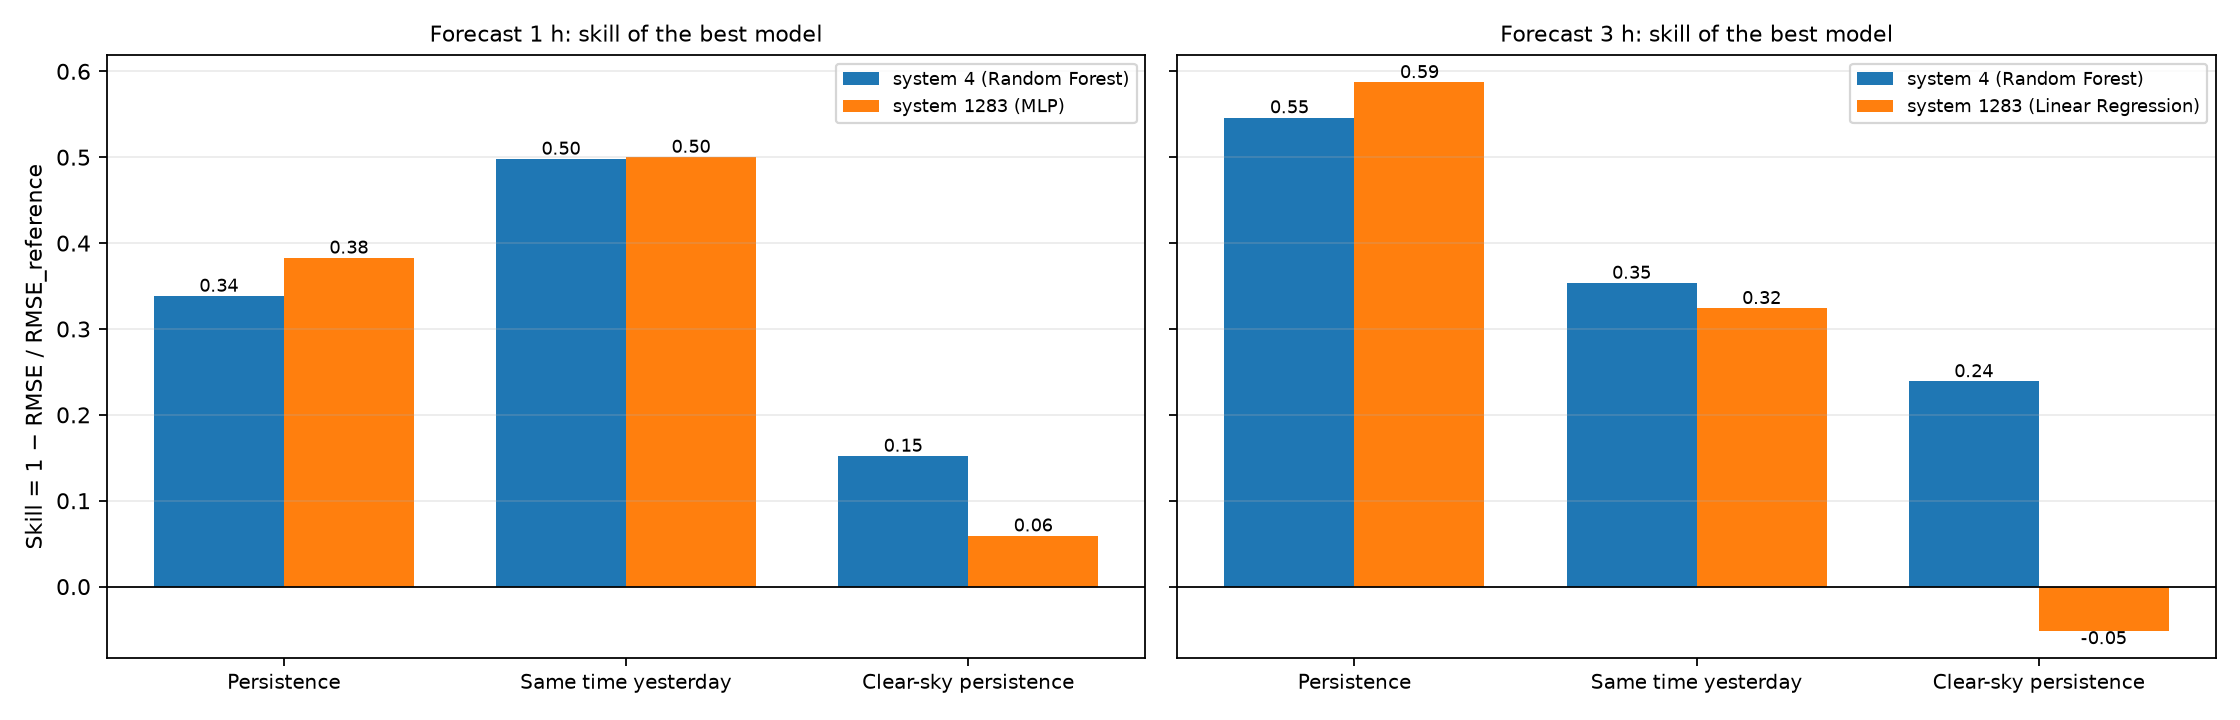 Forecast 1 h: skill of the best model
Skill = 1 − RMSE / RMSE_reference
0.6
0.5
0.4
0.3
0.2
0.1
0.0
system 4 (Random Forest)
system 1283 (MLP)
0.34
0.38
0.50
0.50
0.15
0.06
Persistence
Same time yesterday
Clear-sky persistence
Forecast 3 h: skill of the best model
system 4 (Random Forest)
system 1283 (Linear Regression)
0.55
0.59
0.35
0.32
0.24
-0.05
Persistence
Same time yesterday
Clear-sky persistence